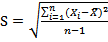 S = √(∑ⁿᵢ₌₁(Xᵢ-X̄)² / n-1)